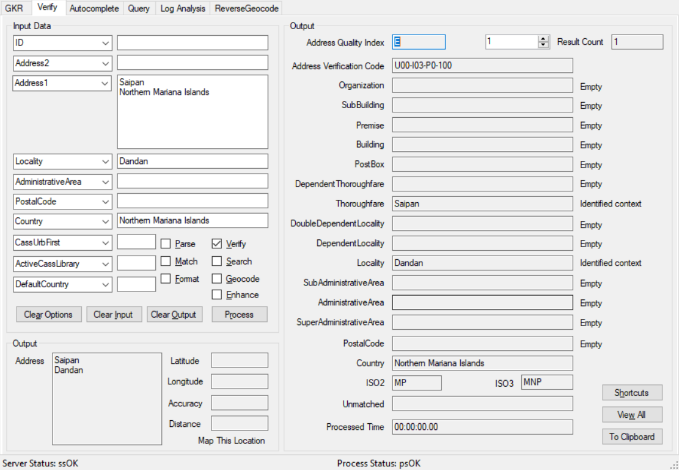 GKR Verify Autocomplete Query Log Analysis ReverseGeocode
Input Data
ID
Address2
Address1
Saipan
Northern Mariana Islands
Locality Dandan
AdministrativeArea
PostalCode
Country Northern Mariana Islands
CassUrbFirst Parse Verify
ActiveCassLibrary Match Search
DefaultCountry Format Geocode
Enhance
Clear Options Clear Input Clear Output Process
Output
Address
Saipan
Dandan
Latitude
Longitude
Accuracy
Distance
Map This Location
Output
Address Quality Index E 1 Result Count 1
Address Verification Code U00-I03-P0-100
Organization Empty
SubBuilding Empty
Premise Empty
Building Empty
PostBox Empty
DependentThoroughfare Empty
Thoroughfare Saipan Identified context
DoubleDependentLocality Empty
DependentLocality Empty
Locality Dandan Identified context
SubAdministrativeArea Empty
AdministrativeArea Empty
SuperAdministrativeArea Empty
PostalCode Empty
Country Northern Mariana Islands
ISO2 MP ISO3 MNP
Unmatched
Processed Time 00:00:00.00
Shortcuts
View All
To Clipboard
Server Status: ssOK Process Status: psOK